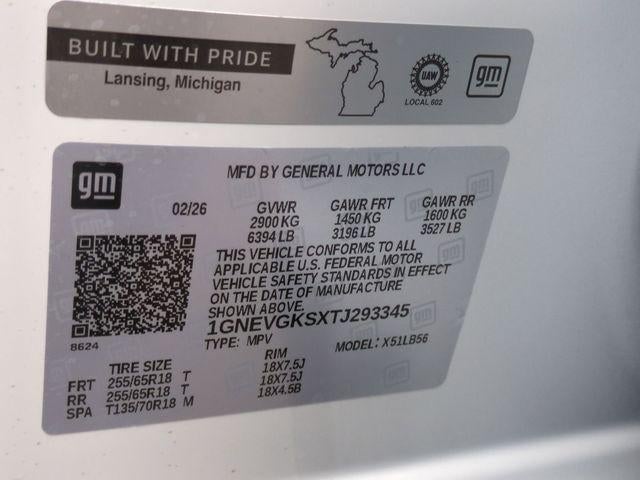 BUILT WITH PRIDE
Lansing, Michigan
UAW
LOCAL 602
gm
gm
MFD BY GENERAL MOTORS LLC
02/26 GVWR GAWR FRT GAWR RR
2900 KG 1450 KG 1600 KG
6394 LB 3196 LB 3527 LB
THIS VEHICLE CONFORMS TO ALL
APPLICABLE U.S. FEDERAL MOTOR
VEHICLE SAFETY STANDARDS IN EFFECT
ON THE DATE OF MANUFACTURE
SHOWN ABOVE.
1GNEVGKSXTJ293345
TYPE: MPV MODEL: X51LB56
8624
TIRE SIZE RIM
FRT 255/65R18 T 18X7.5J
RR 255/65R18 T 18X7.5J
SPA T135/70R18 M 18X4.5B